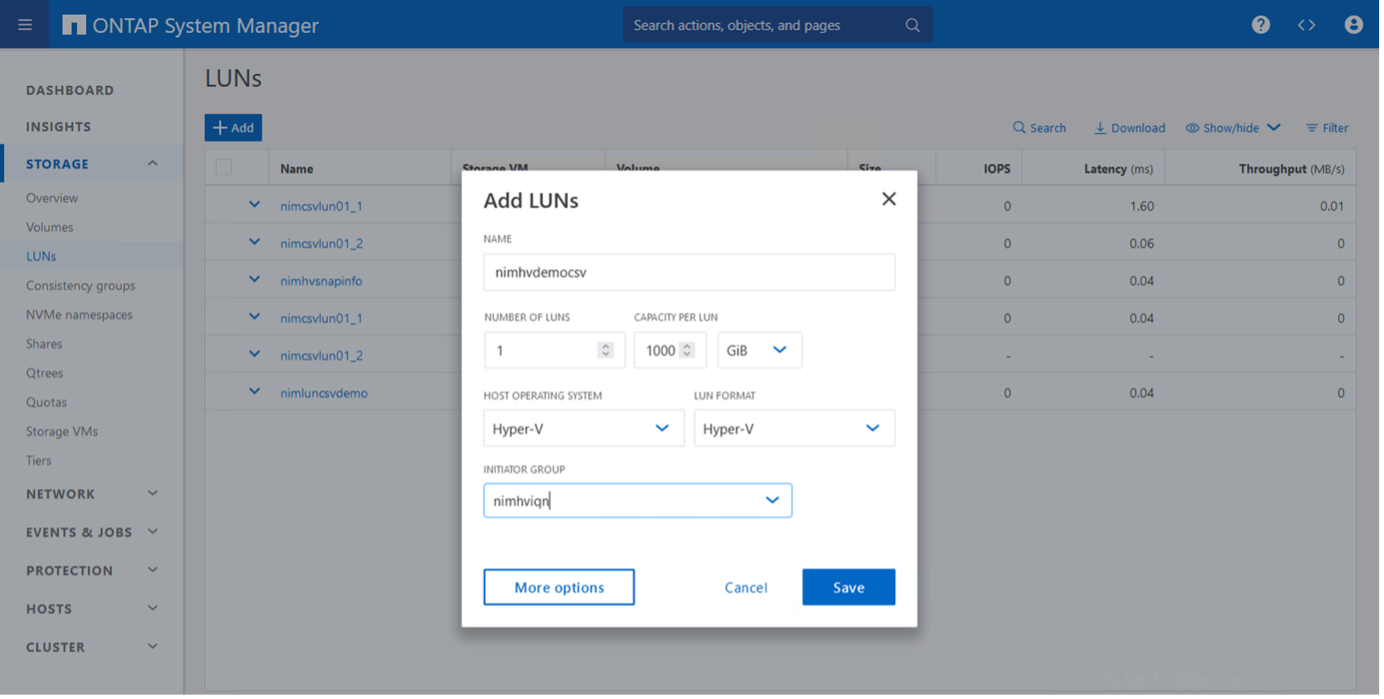 ONTAP System Manager
Search actions, objects, and pages
DASHBOARD
INSIGHTS
STORAGE
Overview
Volumes
LUNs
Consistency groups
NVMe namespaces
Shares
Qtrees
Quotas
Storage VMs
Tiers
NETWORK
EVENTS & JOBS
PROTECTION
HOSTS
CLUSTER
LUNs
Add
Search Download Show/hide Filter
Name Storage VM Volume Size IOPS Latency (ms) Throughput (MB/s)
nimcsvlun01_1 0 1.60 0.01
nimcsvlun01_2 0 0.06 0
nimhvsnapinfo 0 0.04 0
nimcsvlun01_1 0 0.04 0
nimcsvlun01_2 - - -
nimluncsvdemo 0 0.04 0
Add LUNs
NAME
nimhvdemocsv
NUMBER OF LUNS CAPACITY PER LUN
1 1000 GiB
HOST OPERATING SYSTEM LUN FORMAT
Hyper-V Hyper-V
INITIATOR GROUP
nimhviqn
More options Cancel Save